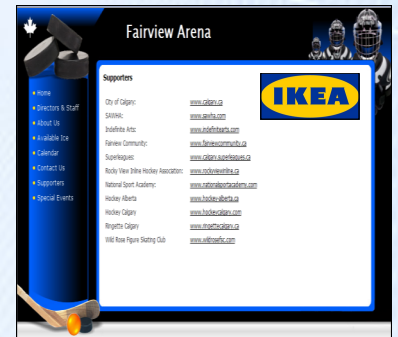 Fairview Arena
Supporters
IKEA
Home
Directors & Staff
About Us
Available Ice
Calendar
Contact Us
Supporters
Special Events
City of Calgary: www.calgary.ca
SAWHA: www.sawha.com
Indefinite Arts: www.indefinitearts.com
Fairview Community: www.fairviewcommunity.ca
Superleagues: www.calgary.superleagues.ca
Rocky View Inline Hockey Association: www.rockyviewinline.ca
National Sport Academy: www.nationalsportacademy.com
Hockey Alberta www.hockey-alberta.ca
Hockey Calgary www.hockeycalgary.com
Ringette Calgary www.ringettecalgary.ca
Wild Rose Figure Skating Club www.wildrosefsc.com